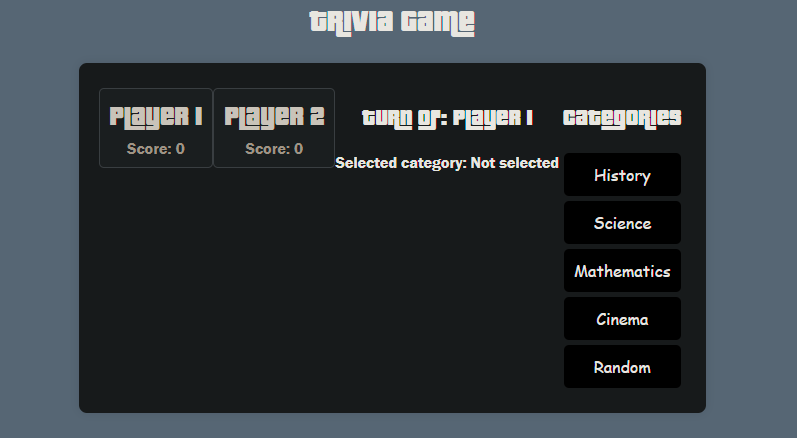 Trivia Game
Player 1
Score: 0
Player 2
Score: 0
Turn of: Player 1
Selected category: Not selected
Categories
History
Science
Mathematics
Cinema
Random